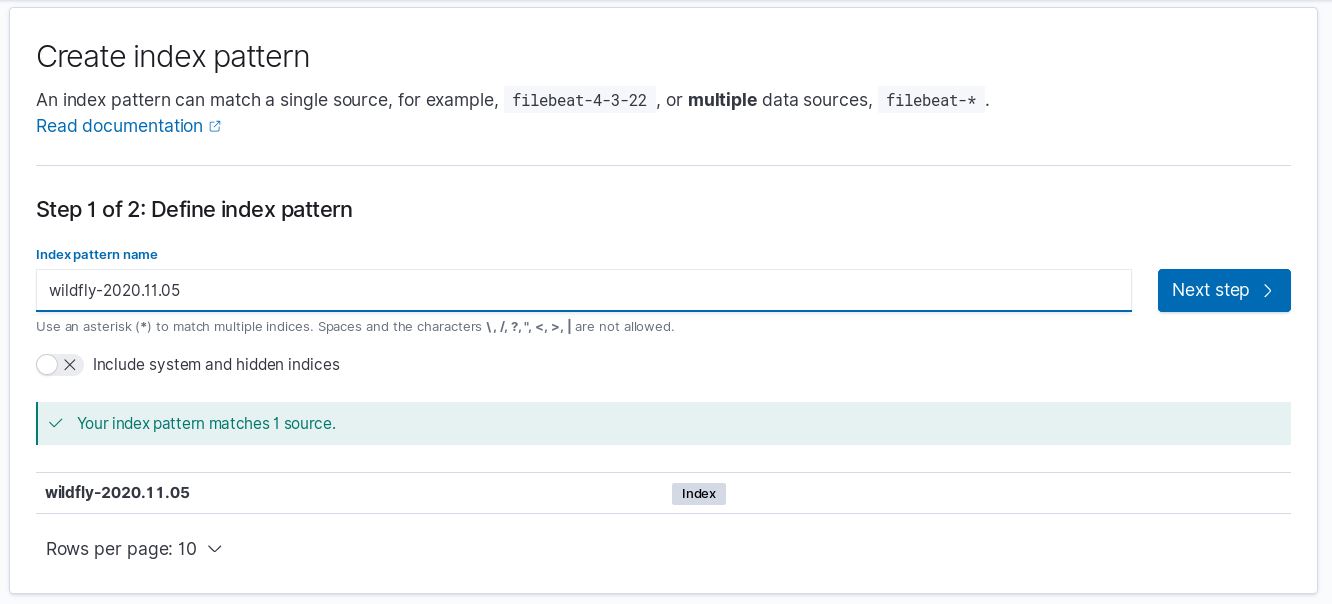 Create index pattern
An index pattern can match a single source, for example, filebeat-4-3-22 , or multiple data sources, filebeat-* .
Read documentation
Step 1 of 2: Define index pattern
Index pattern name
wildfly-2020.11.05
Next step
Use an asterisk (*) to match multiple indices. Spaces and the characters \, /, ?, ", <, >, | are not allowed.
Include system and hidden indices
Your index pattern matches 1 source.
wildfly-2020.11.05 Index
Rows per page: 10